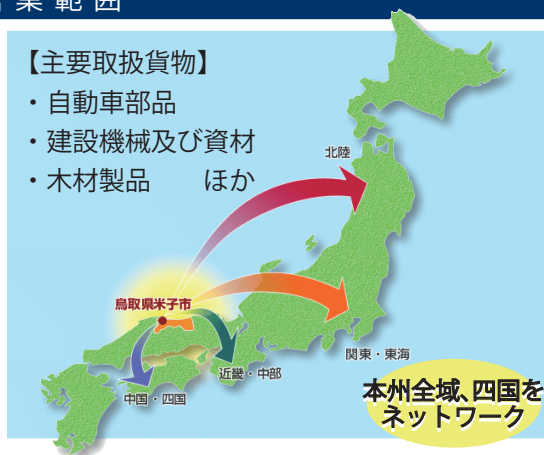 業範囲
【主要取扱貨物】
・自動車部品
・建設機械及び資材
・木材製品　　ほか
北陸
鳥取県米子市
関東・東海
近畿・中部
中国・四国
本州全域、四国を
ネットワーク